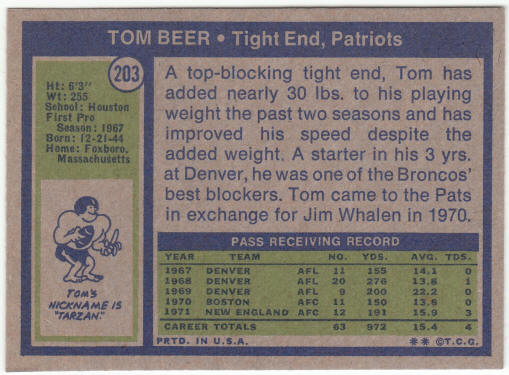 TOM BEER • Tight End, Patriots
203
Ht: 6'3"
Wt: 255
School: Houston
First Pro
Season: 1967
Born: 12-21-44
Home: Foxboro,
Massachusetts
TOM'S
NICKNAME IS
"TARZAN."
A top-blocking tight end, Tom has
added nearly 30 lbs. to his playing
weight the past two seasons and has
improved his speed despite the
added weight. A starter in his 3 yrs.
at Denver, he was one of the Broncos'
best blockers. Tom came to the Pats
in exchange for Jim Whalen in 1970.
PASS RECEIVING RECORD
YEAR TEAM NO. YDS. AVG. TDS.
1967 DENVER AFL 11 155 14.1 0
1968 DENVER AFL 20 276 13.8 1
1969 DENVER AFL 9 200 22.2 0
1970 BOSTON AFC 11 150 13.6 0
1971 NEW ENGLAND AFC 12 191 15.9 3
CAREER TOTALS 63 972 15.4 4
PRTD. IN U.S.A. ** ©T.C.G.